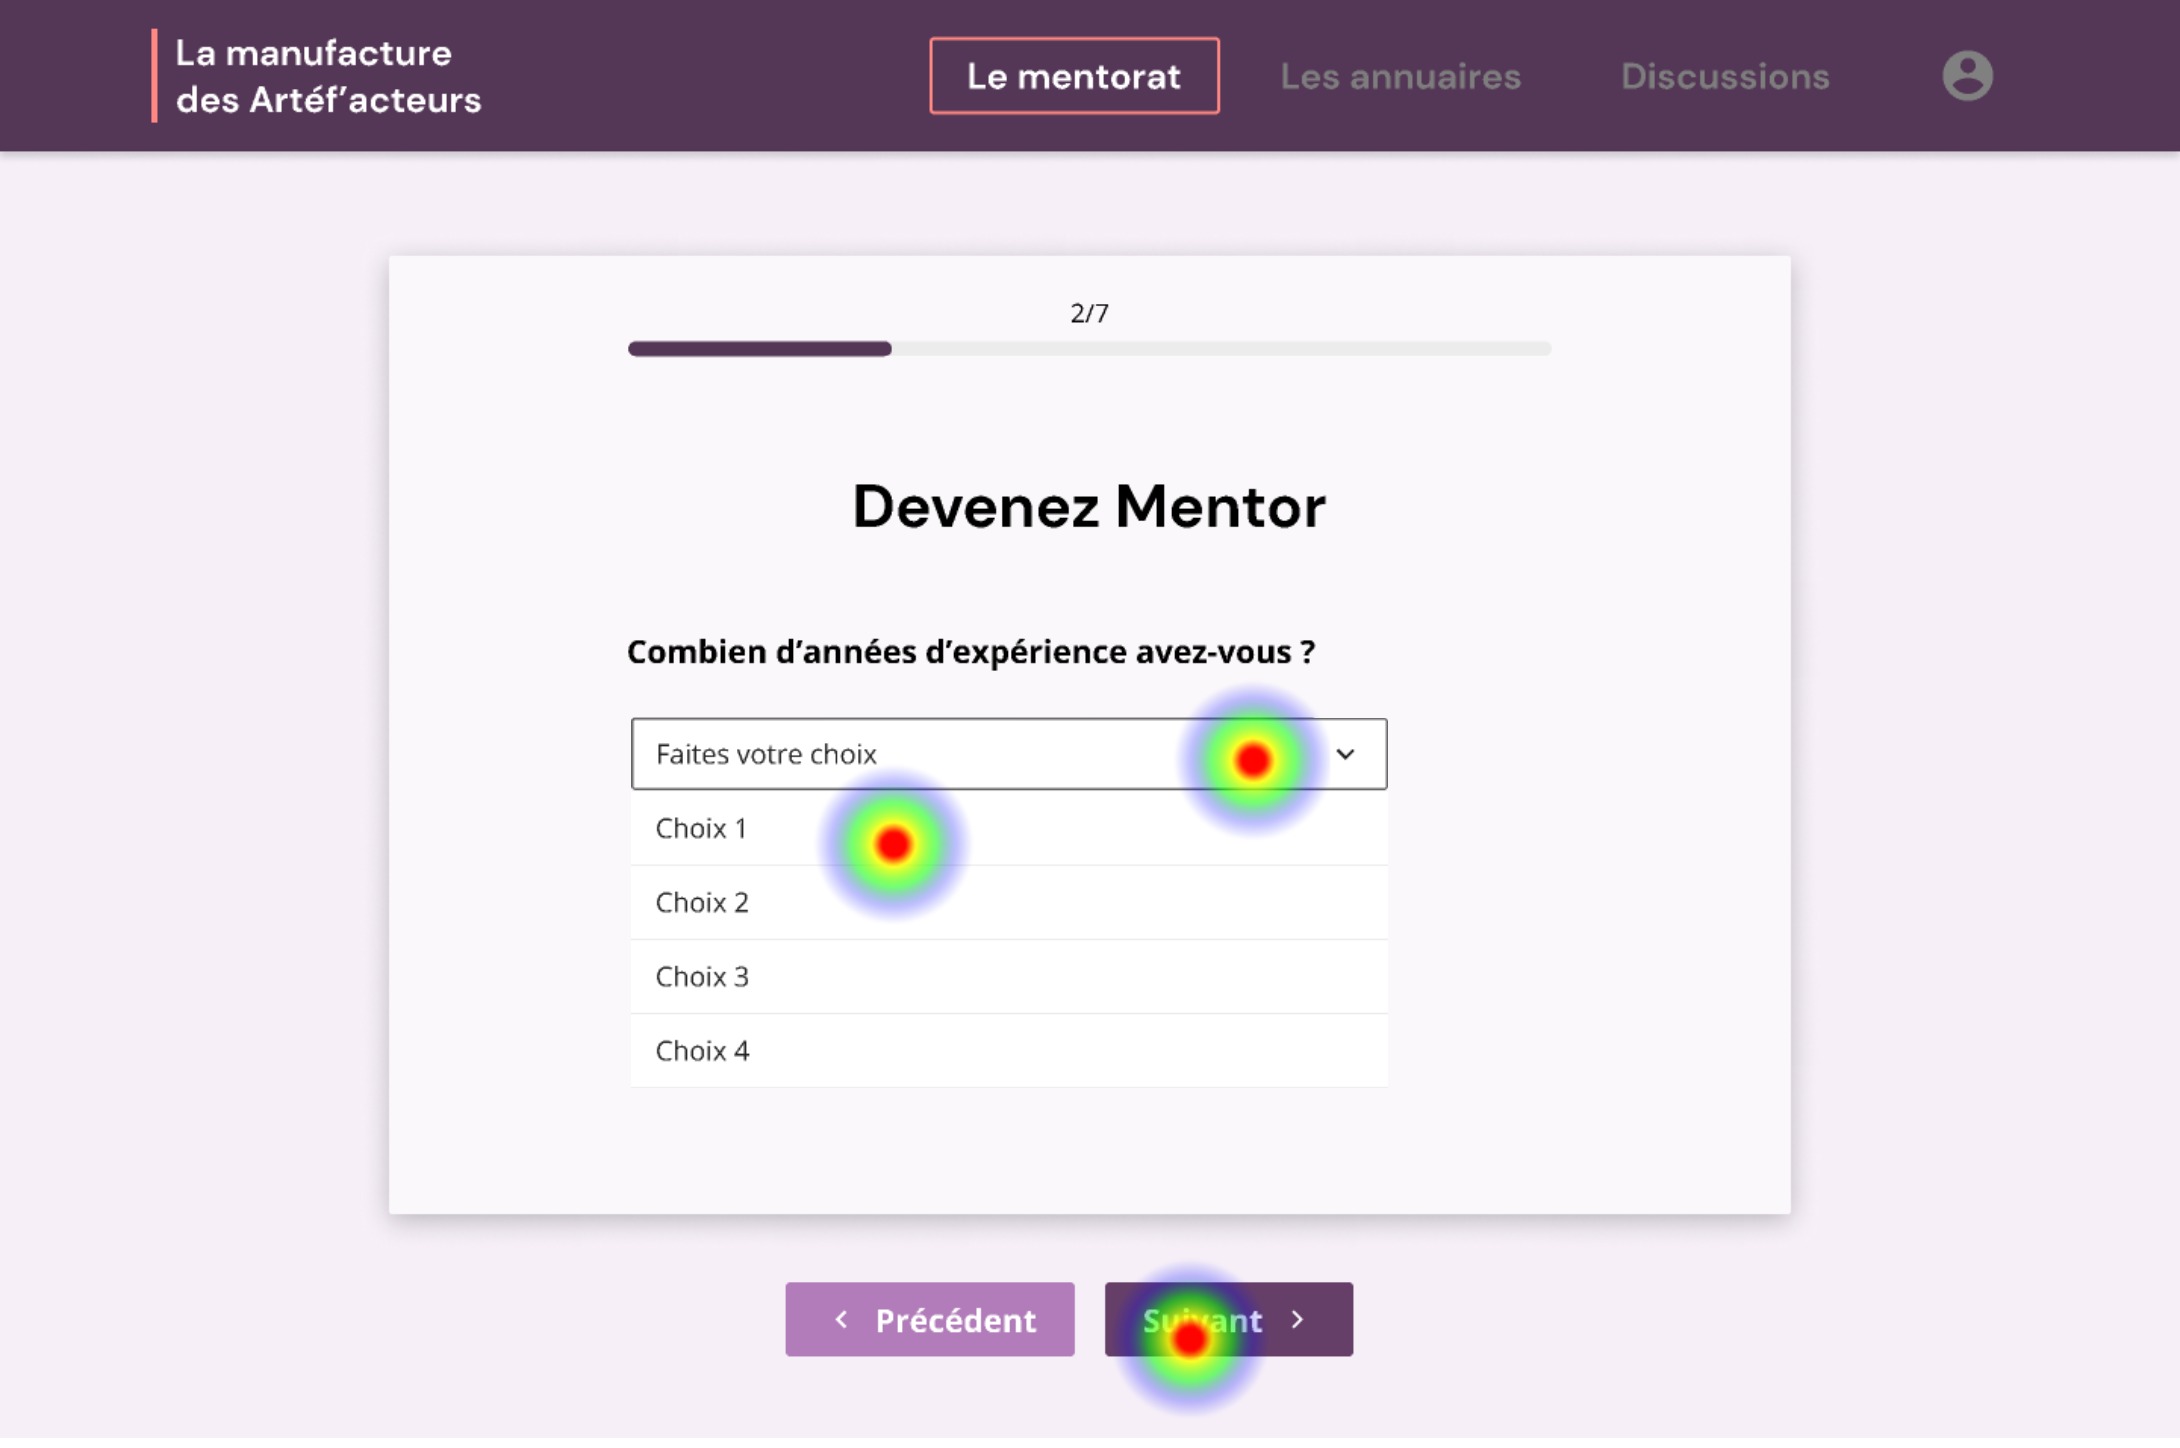 La manufacture
des Artéf’acteurs
Le mentorat
Les annuaires
Discussions
2/7
Devenez Mentor
Combien d’années d’expérience avez-vous ?
Faites votre choix
Choix 1
Choix 2
Choix 3
Choix 4
Précédent
Suivant